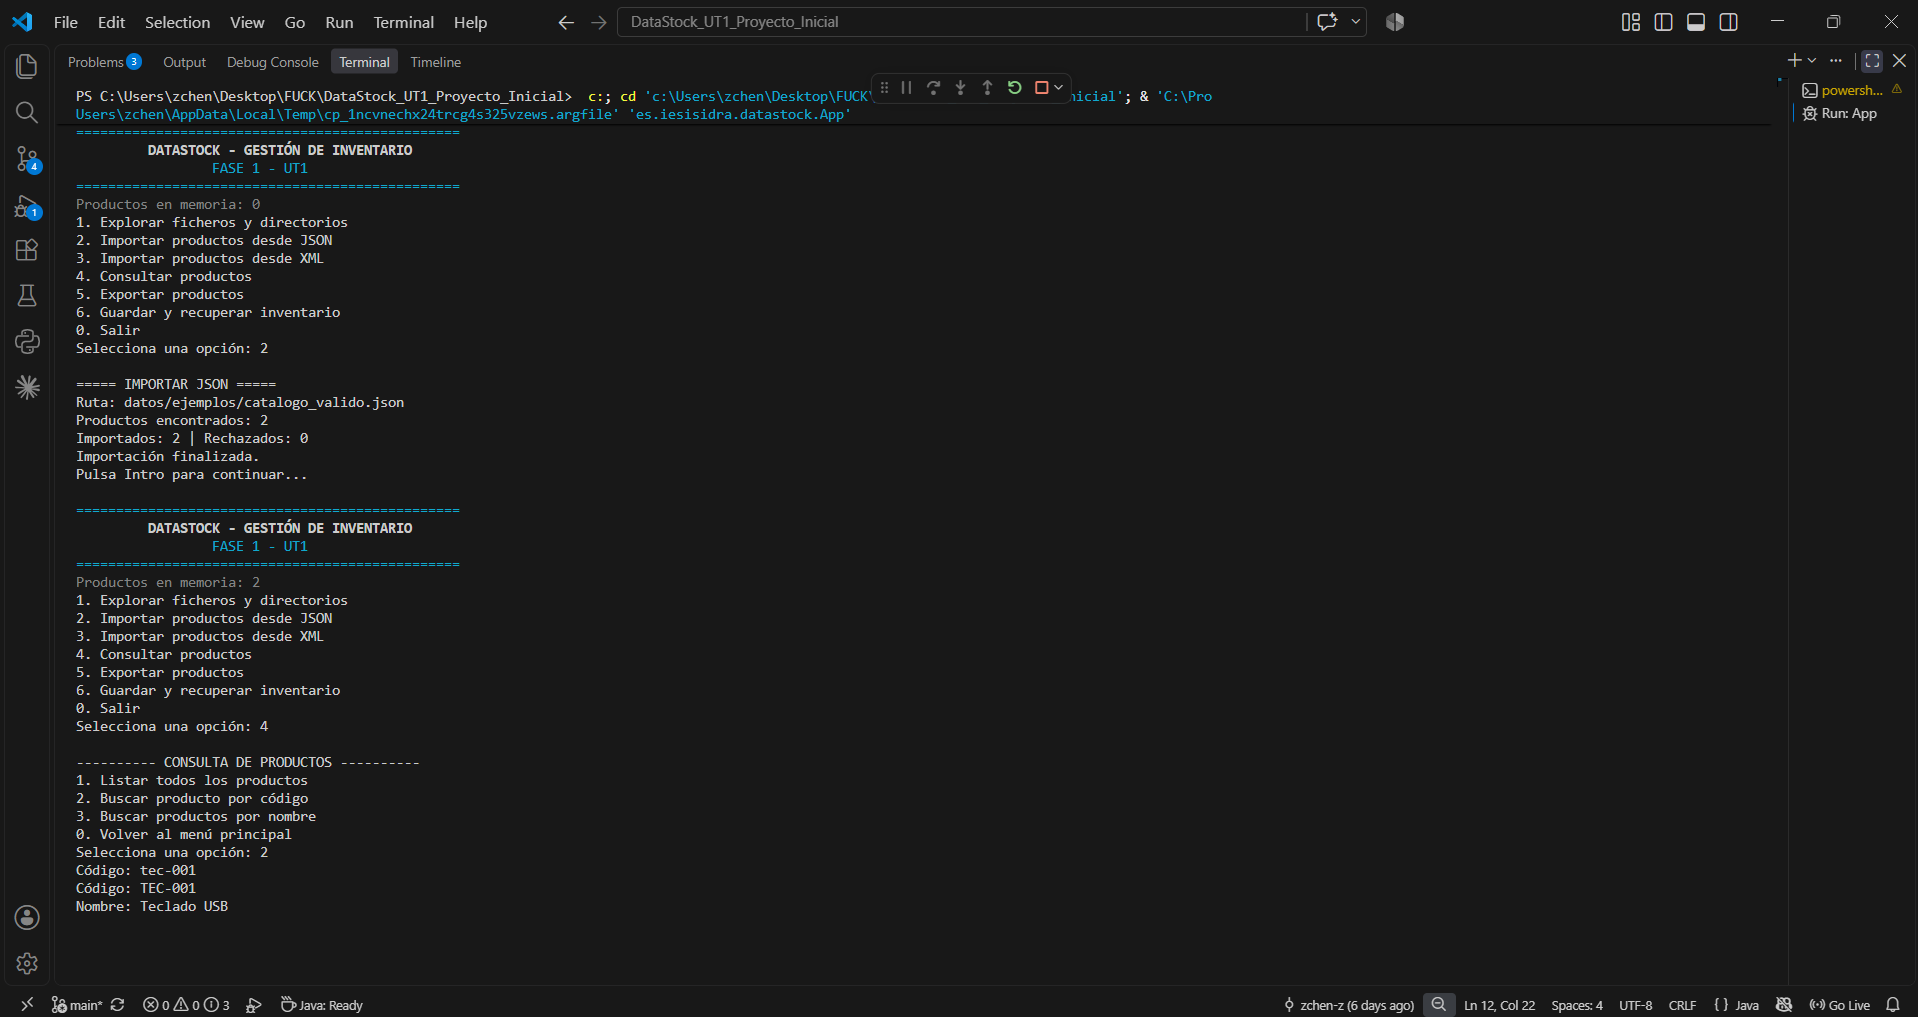 File Edit Selection View Go Run Terminal Help
DataStock_UT1_Proyecto_Inicial
Problems 3 Output Debug Console Terminal Timeline
PS C:\Users\zchen\Desktop\FUCK\DataStock_UT1_Proyecto_Inicial> c:; cd 'c:\Users\zchen\Desktop\FUCK\ nicial'; & 'C:\Pro
Users\zchen\AppData\Local\Temp\cp_1ncvnechx24trcg4s325vzews.argfile' 'es.iesisidra.datastock.App'
================================================
DATASTOCK - GESTIÓN DE INVENTARIO
FASE 1 - UT1
================================================
Productos en memoria: 0
1. Explorar ficheros y directorios
2. Importar productos desde JSON
3. Importar productos desde XML
4. Consultar productos
5. Exportar productos
6. Guardar y recuperar inventario
0. Salir
Selecciona una opción: 2
===== IMPORTAR JSON =====
Ruta: datos/ejemplos/catalogo_valido.json
Productos encontrados: 2
Importados: 2 | Rechazados: 0
Importación finalizada.
Pulsa Intro para continuar...
================================================
DATASTOCK - GESTIÓN DE INVENTARIO
FASE 1 - UT1
================================================
Productos en memoria: 2
1. Explorar ficheros y directorios
2. Importar productos desde JSON
3. Importar productos desde XML
4. Consultar productos
5. Exportar productos
6. Guardar y recuperar inventario
0. Salir
Selecciona una opción: 4
---------- CONSULTA DE PRODUCTOS ----------
1. Listar todos los productos
2. Buscar producto por código
3. Buscar productos por nombre
0. Volver al menú principal
Selecciona una opción: 2
Código: tec-001
Código: TEC-001
Nombre: Teclado USB
powersh...
Run: App
4
1
main* 0 0 3 Java: Ready zchen-z (6 days ago) Ln 12, Col 22 Spaces: 4 UTF-8 CRLF {} Java Go Live